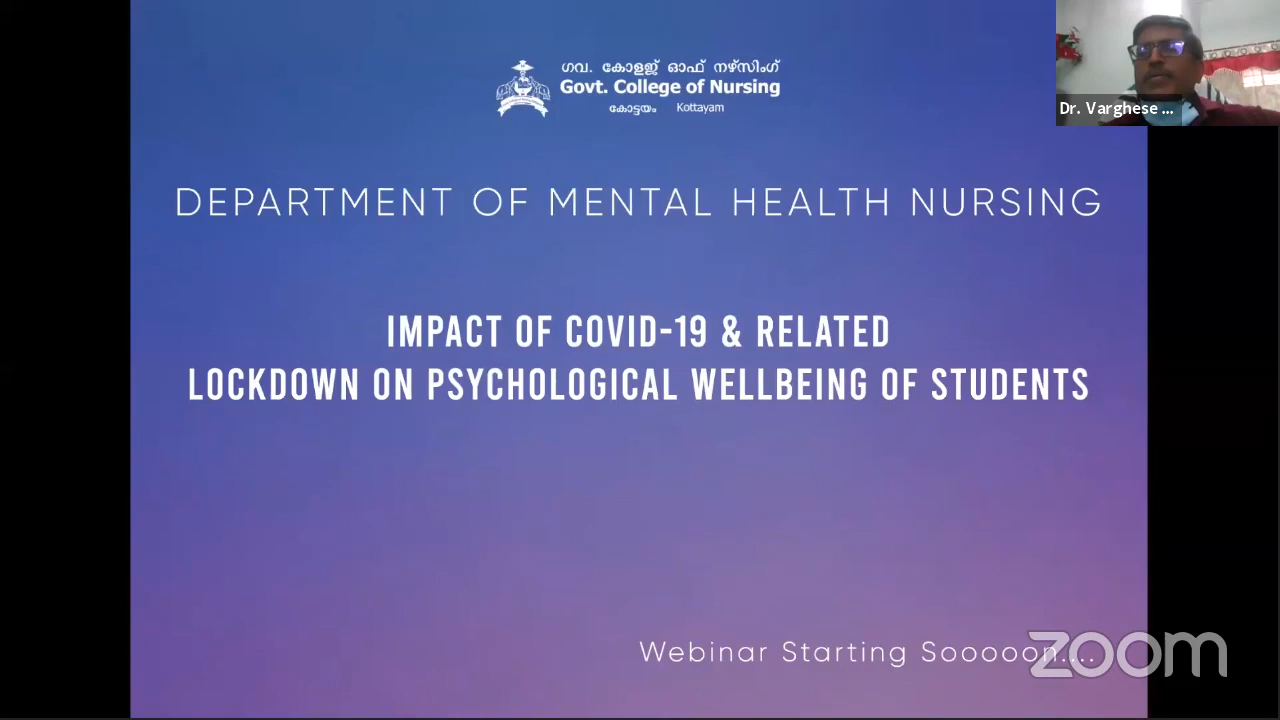 ഗവ. കോളജ് ഓഫ് നഴ്സിംഗ്
Govt. College of Nursing
കോട്ടയം Kottayam
Dr. Varghese ...
DEPARTMENT OF MENTAL HEALTH NURSING
IMPACT OF COVID-19 & RELATED
LOCKDOWN ON PSYCHOLOGICAL WELLBEING OF STUDENTS
Webinar Starting Sooooon....
zoom